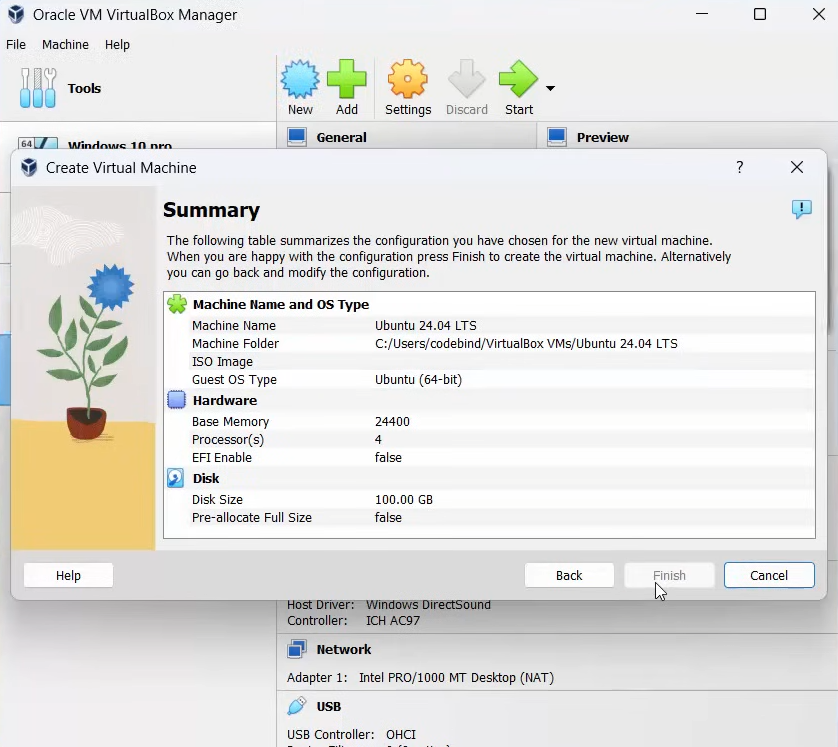 Oracle VM VirtualBox Manager
File Machine Help
Tools
New Add Settings Discard Start
64 Windows 10 pro
General
Preview
Create Virtual Machine
?
Summary
The following table summarizes the configuration you have chosen for the new virtual machine.
When you are happy with the configuration press Finish to create the virtual machine. Alternatively
you can go back and modify the configuration.
Machine Name and OS Type
Machine Name Ubuntu 24.04 LTS
Machine Folder C:/Users/codebind/VirtualBox VMs/Ubuntu 24.04 LTS
ISO Image
Guest OS Type Ubuntu (64-bit)
Hardware
Base Memory 24400
Processor(s) 4
EFI Enable false
Disk
Disk Size 100.00 GB
Pre-allocate Full Size false
Help Back Finish Cancel
Host Driver: Windows DirectSound
Controller: ICH AC97
Network
Adapter 1: Intel PRO/1000 MT Desktop (NAT)
USB
USB Controller: OHCI